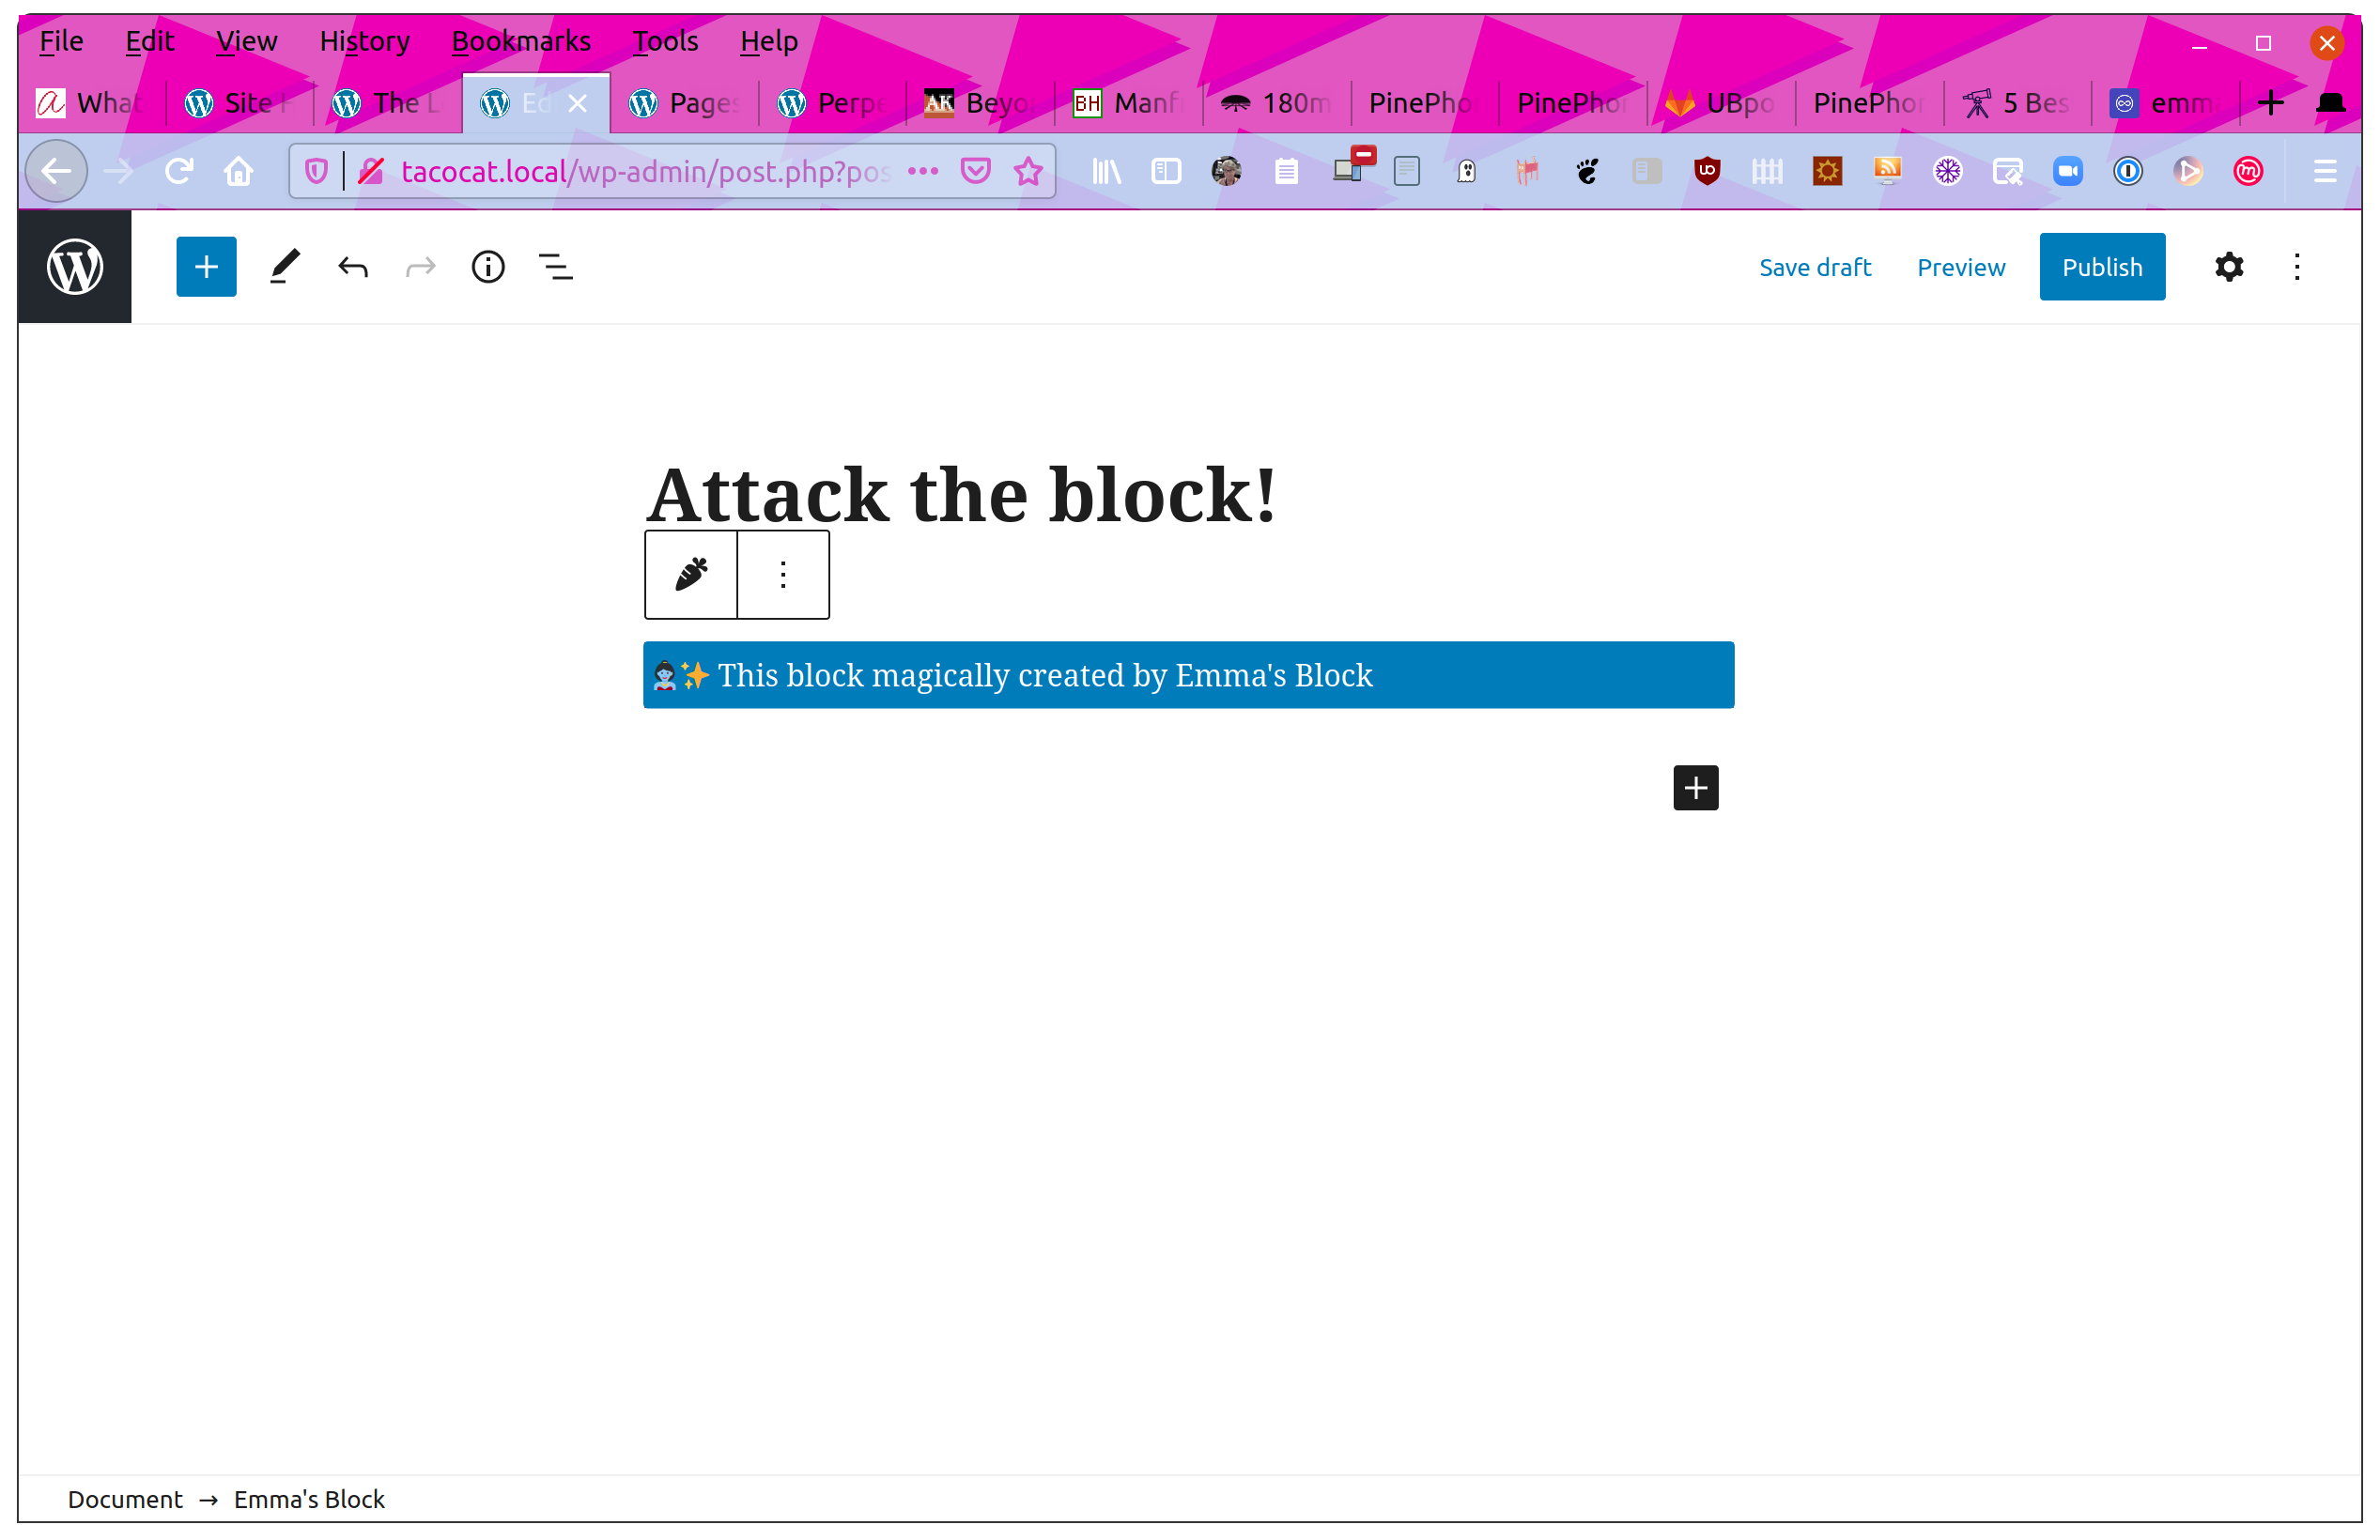 File Edit View History Bookmarks Tools Help
What Site The Ed Pages Perpe Beyo Manf 180m PinePho PinePho UBpo PinePhor 5 Bes emm
tacocat.local/wp-admin/post.php?pos
Save draft Preview Publish
Attack the block!
This block magically created by Emma's Block
Document → Emma's Block